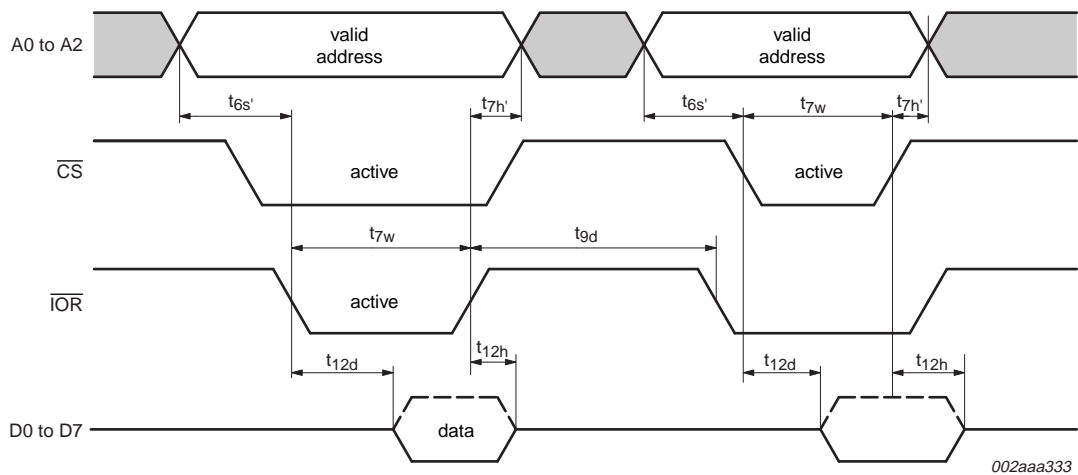 A0 to A2
valid
address
valid
address
t6s'
t7h'
t6s'
t7w
t7h'
CS
active
active
t7w
t9d
IOR
active
t12d
t12h
t12d
t12h
D0 to D7
data
002aaa333